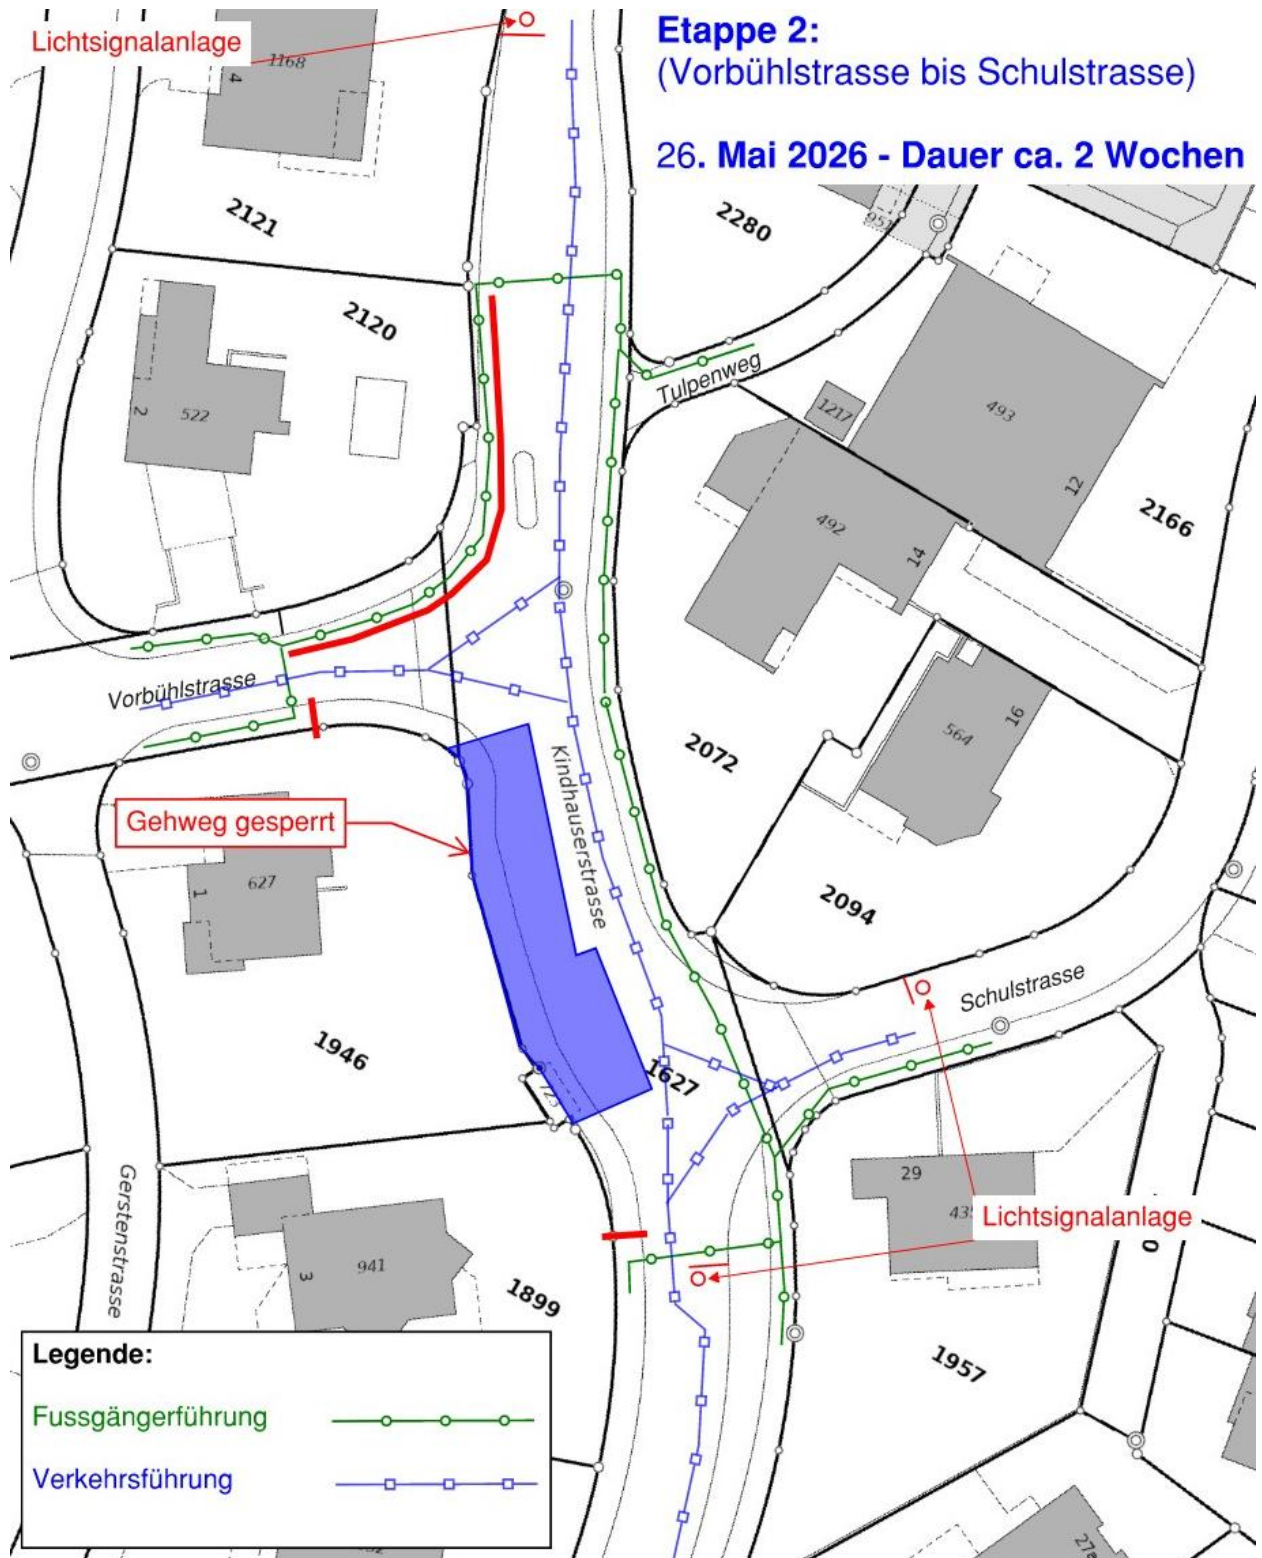 Lichtsignalanlage
Etappe 2:
(Vorbühlstrasse bis Schulstrasse)
26. Mai 2026 - Dauer ca. 2 Wochen
1168
4
2121
2280
951
2120
Tulpenweg
2
522
1217
493
12
2166
492
14
Vorbühlstrasse
Kindhauserstrasse
2072
564
16
Gehweg gesperrt
1
627
2094
Schulstrasse
1946
1627
725
29
Lichtsignalanlage
Gerstenstrasse
3
941
1899
1957
Legende:
Fussgängerführung
Verkehrsführung